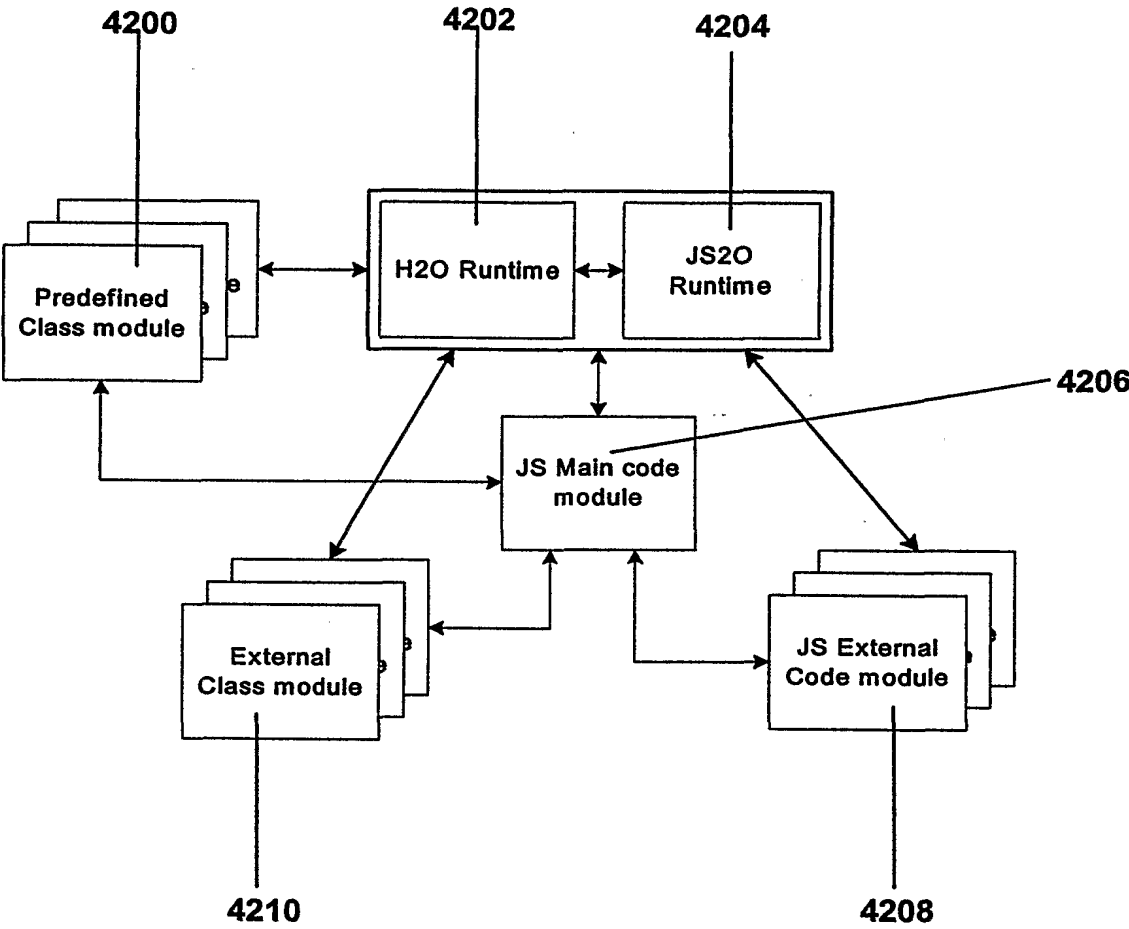 4200
4202
4204
H2O Runtime
JS2O
Runtime
Predefined
Class module
e
e
4206
JS Main code
module
External
Class module
e
e
JS External
Code module
e
e
4210
4208